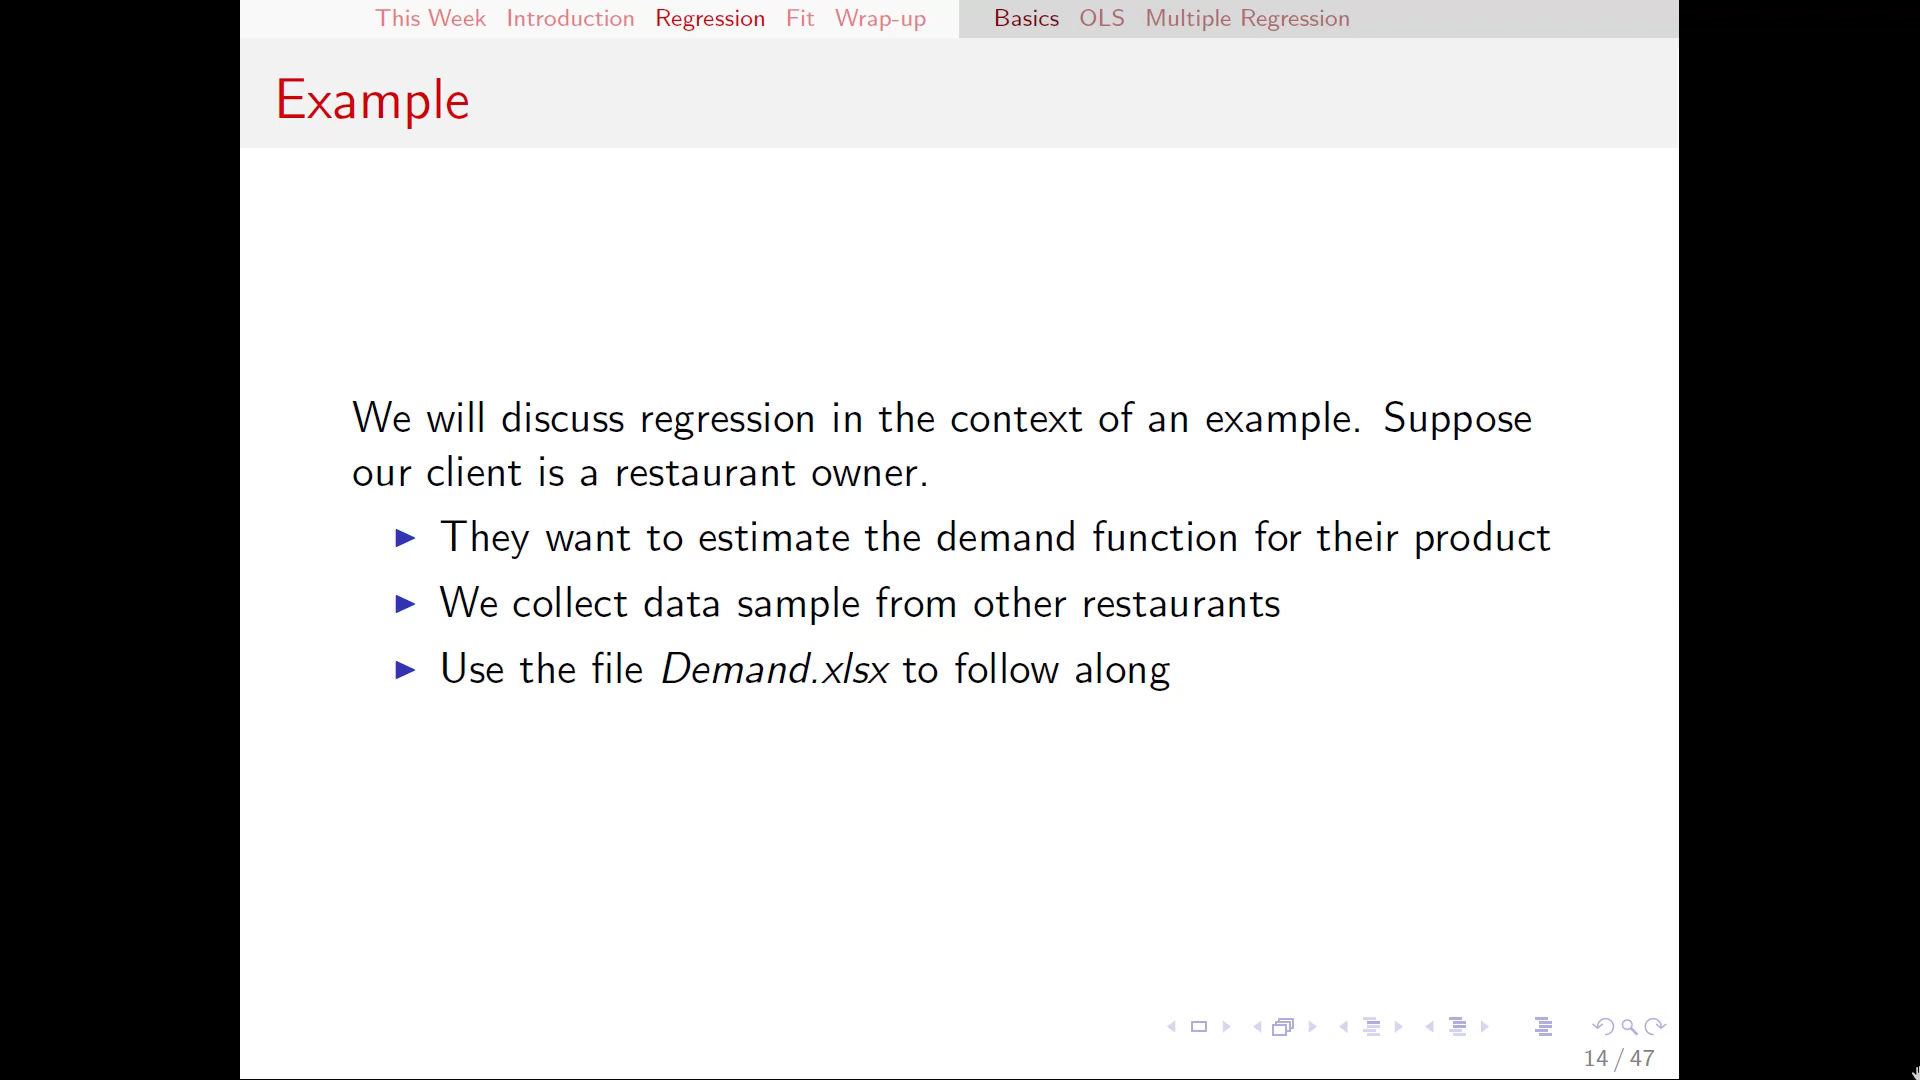 This Week Introduction Regression Fit Wrap-up Basics OLS Multiple Regression
Example
We will discuss regression in the context of an example. Suppose
our client is a restaurant owner.
They want to estimate the demand function for their product
We collect data sample from other restaurants
Use the file Demand.xlsx to follow along
14 / 47